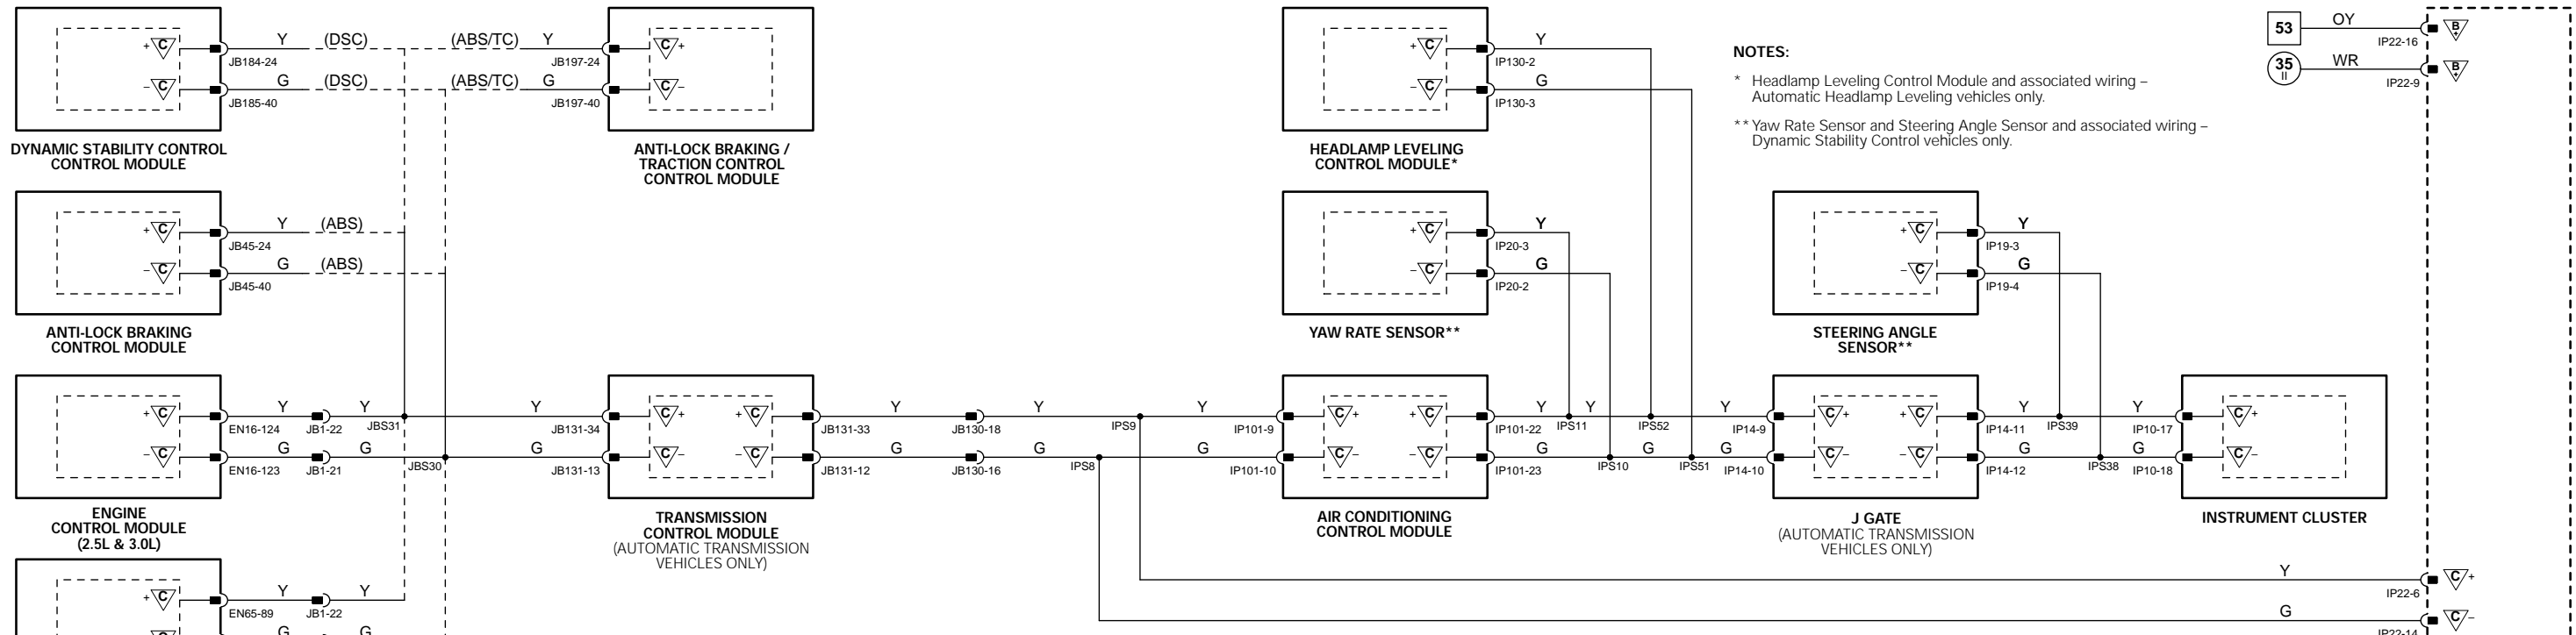 Y (DSC) (ABS/TC) Y
+ C C +
JB184-24 JB197-24
G (DSC) (ABS/TC) G
– C C –
JB185-40 JB197-40
DYNAMIC STABILITY CONTROL
CONTROL MODULE
ANTI-LOCK BRAKING /
TRACTION CONTROL
CONTROL MODULE
+ C Y
IP130-2
– C G
IP130-3
HEADLAMP LEVELING
CONTROL MODULE*
NOTES:
* Headlamp Leveling Control Module and associated wiring –
Automatic Headlamp Leveling vehicles only.
** Yaw Rate Sensor and Steering Angle Sensor and associated wiring –
Dynamic Stability Control vehicles only.
53 OY B +
IP22-16
35 II WR B +
IP22-9
+ C Y (ABS)
JB45-24
– C G (ABS)
JB45-40
ANTI-LOCK BRAKING
CONTROL MODULE
+ C Y
IP20-3
– C G
IP20-2
YAW RATE SENSOR**
+ C Y
IP19-3
– C G
IP19-4
STEERING ANGLE
SENSOR**
+ C Y Y Y C + + C Y Y Y C + + C Y Y Y C + + C Y Y C +
EN16-124 JB1-22 JBS31 JB131-34 JB131-33 JB130-18 IPS9 IP101-9 IP101-22 IPS11 IPS52 IP14-9 IP14-11 IPS39 IP10-17
– C G G G C – – C G G G C – – C G G G C – – C G G C –
EN16-123 JB1-21 JBS30 JB131-13 JB131-12 JB130-16 IPS8 IP101-10 IP101-23 IPS10 IPS51 IP14-10 IP14-12 IPS38 IP10-18
ENGINE
CONTROL MODULE
(2.5L & 3.0L)
TRANSMISSION
CONTROL MODULE
(AUTOMATIC TRANSMISSION
VEHICLES ONLY)
AIR CONDITIONING
CONTROL MODULE
J GATE
(AUTOMATIC TRANSMISSION
VEHICLES ONLY)
INSTRUMENT CLUSTER
+ C Y Y
EN65-89 JB1-22
G G
Y C +
IP22-6
G C –
IP22-14